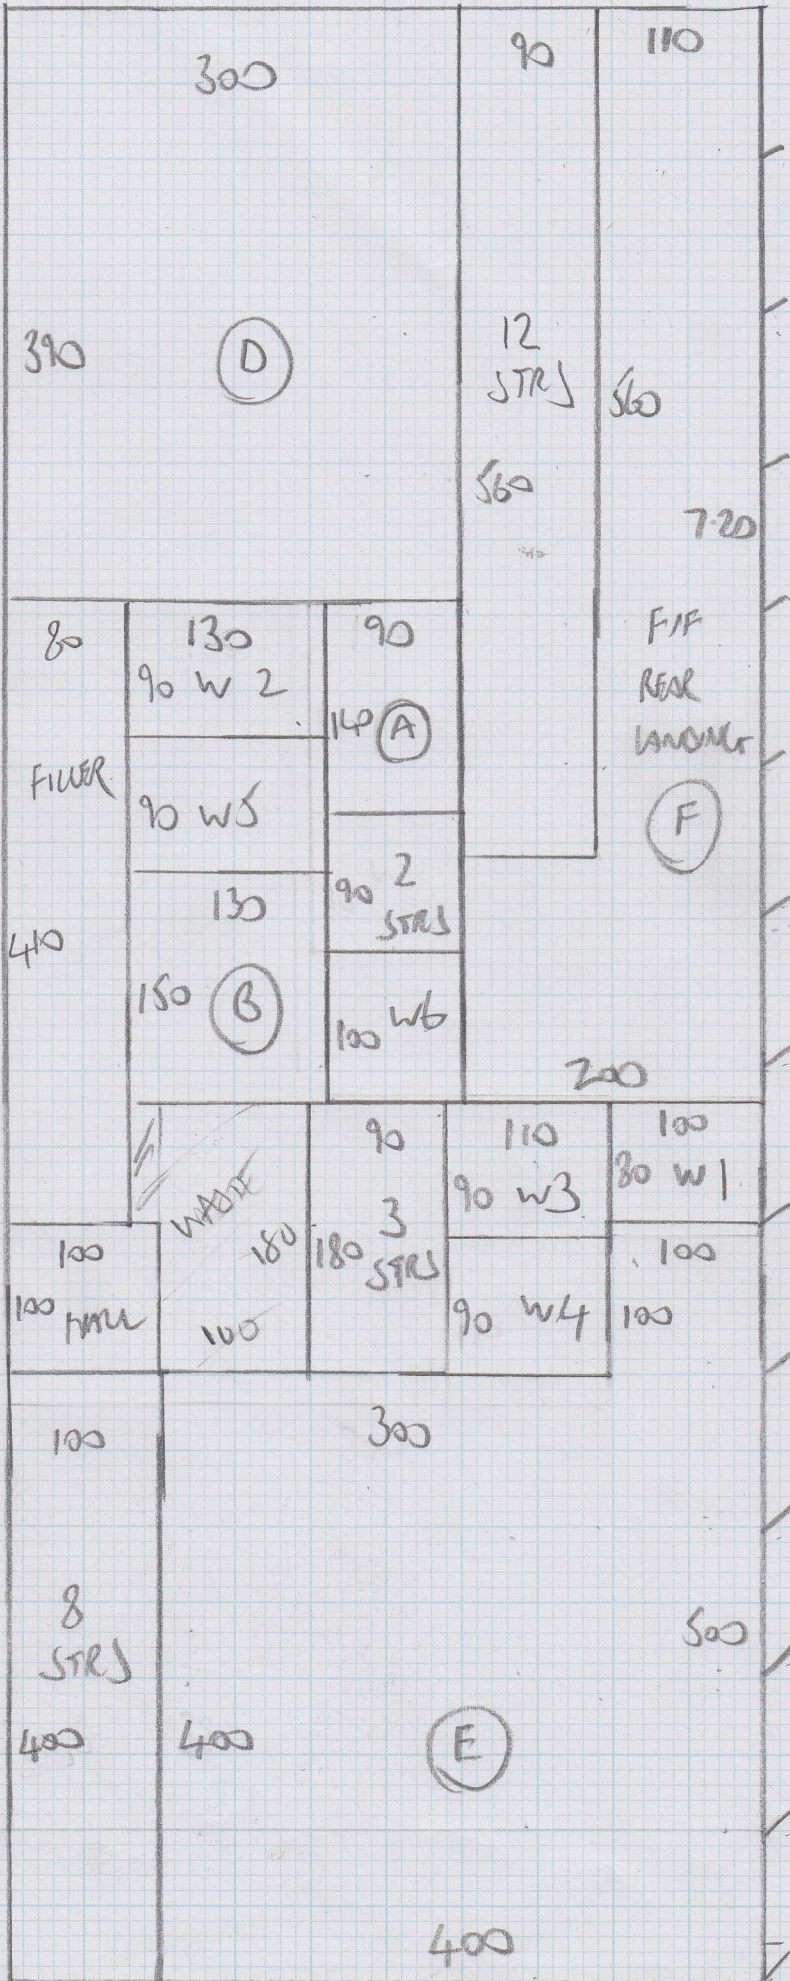 300
90
110
390
D
12
STRS
560
560
7.20
F/F
REAR
LANDING
F
80
130
90
90 W 2
140 A
FILLER
90 W5
130
90 2
STRS
410
150 B
100 W6
200
90
110
100
90 W3
80 W1
WASTE
180
180 3
STRS
100
100
100 HALL
100
90 W4
100
100
300
8
STRS
500
400
400
E
400